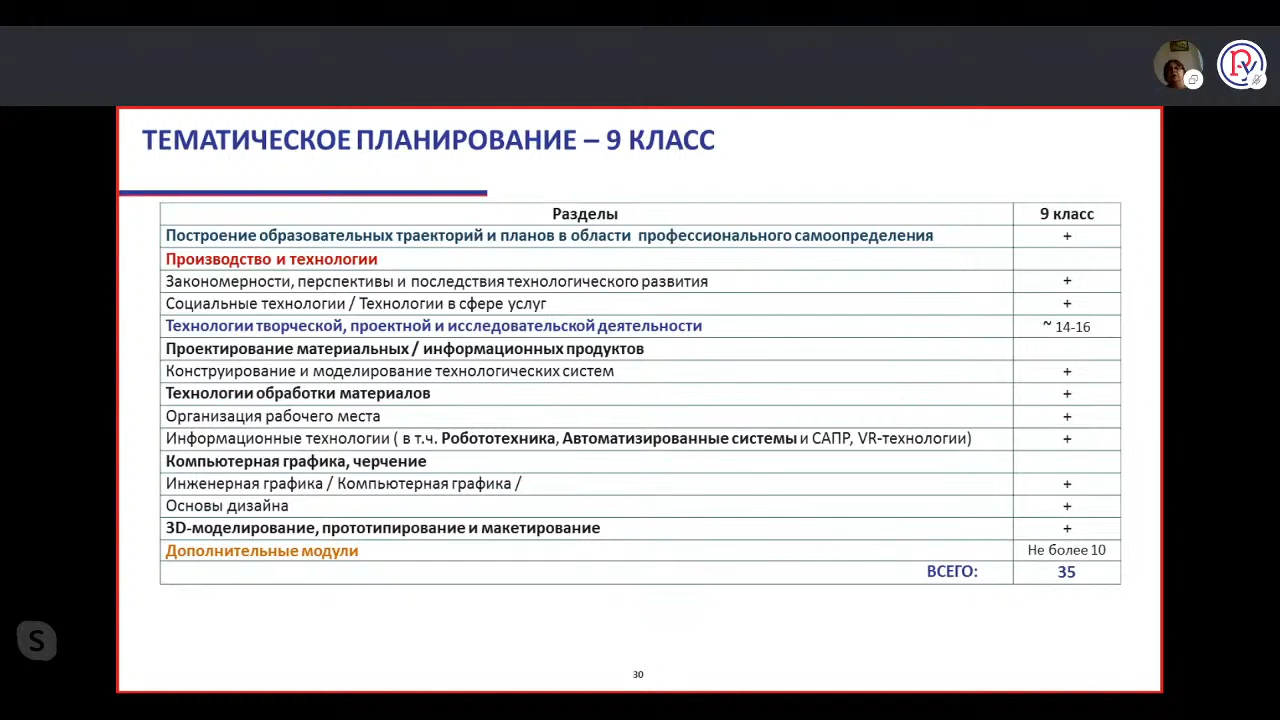 ТЕМАТИЧЕСКОЕ ПЛАНИРОВАНИЕ – 9 КЛАСС
Разделы 9 класс
Построение образовательных траекторий и планов в области профессионального самоопределения +
Производство и технологии
Закономерности, перспективы и последствия технологического развития +
Социальные технологии / Технологии в сфере услуг +
Технологии творческой, проектной и исследовательской деятельности ~ 14-16
Проектирование материальных / информационных продуктов
Конструирование и моделирование технологических систем +
Технологии обработки материалов +
Организация рабочего места +
Информационные технологии ( в т.ч. Робототехника, Автоматизированные системы и САПР, VR-технологии) +
Компьютерная графика, черчение
Инженерная графика / Компьютерная графика / +
Основы дизайна +
3D-моделирование, прототипирование и макетирование +
Дополнительные модули Не более 10
ВСЕГО: 35
S
30